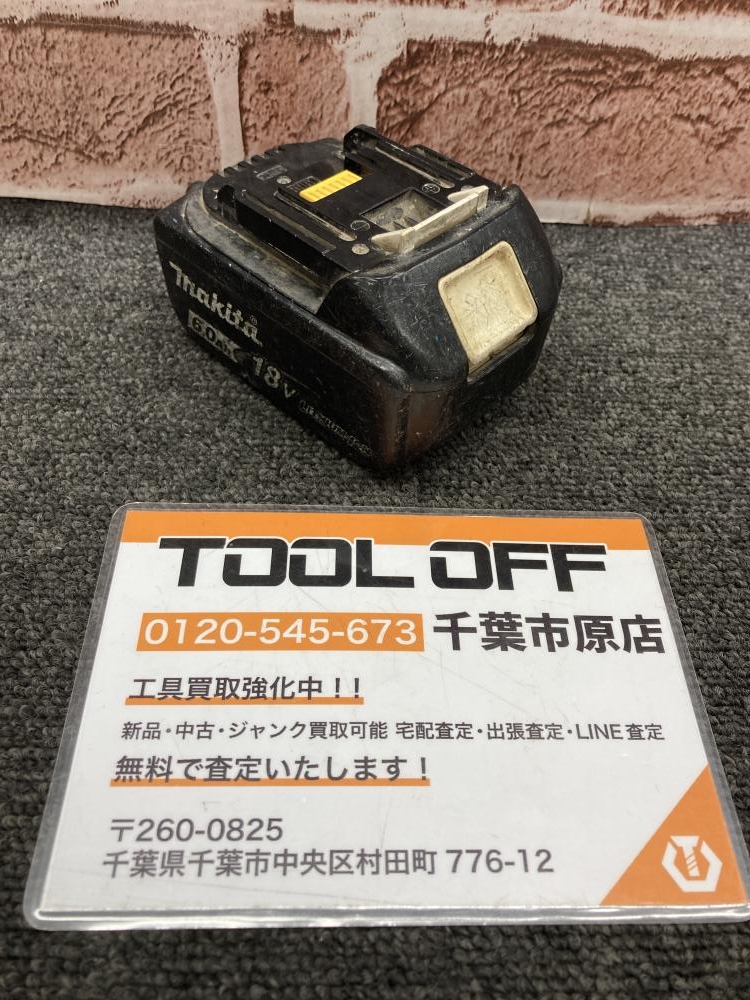 makita®
6.0Ah
18V
TOOL OFF
0120-545-673 千葉市原店
工具買取強化中！！
新品・中古・ジャンク買取可能 宅配査定・出張査定・LINE査定
無料で査定いたします！
〒260-0825
千葉県千葉市中央区村田町 776-12